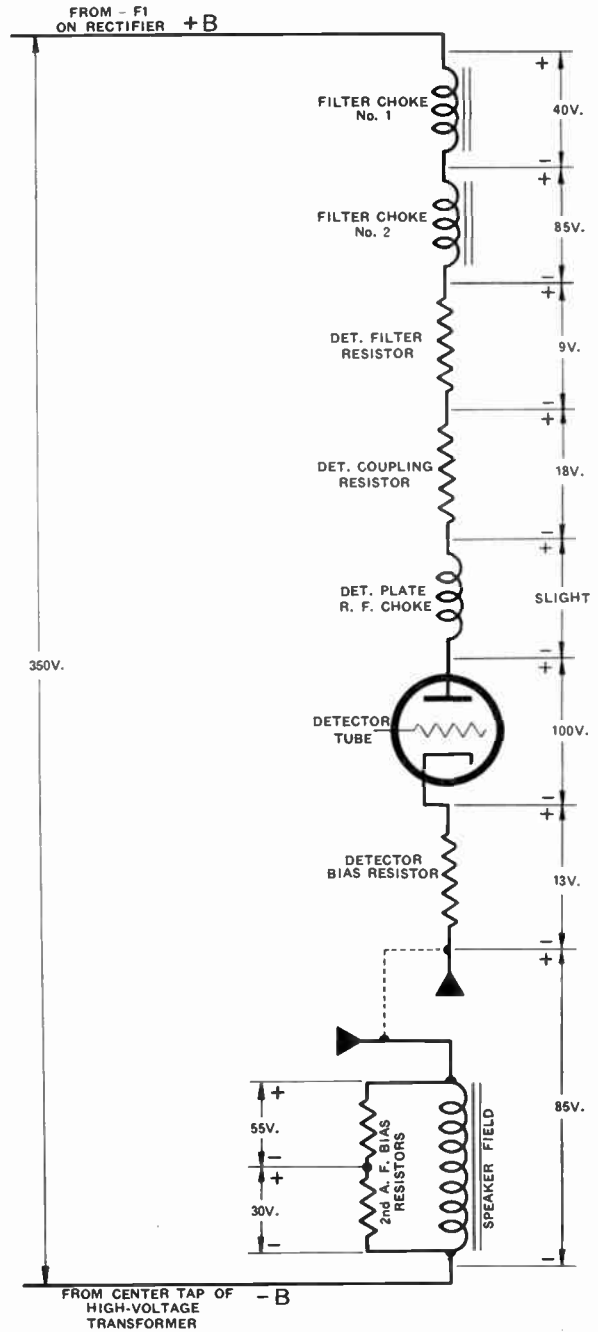 FROM - F1
ON RECTIFIER +B
FILTER CHOKE
No. 1
+
40V.
-
+
FILTER CHOKE
No. 2
85V.
-
+
DET. FILTER
RESISTOR
9V.
-
+
DET. COUPLING
RESISTOR
18V.
-
+
DET. PLATE
R. F. CHOKE
SLIGHT
-
+
350V.
DETECTOR
TUBE
100V.
-
+
DETECTOR
BIAS RESISTOR
13V.
-
+
85V.
-
+
55V.
-
+
30V.
-
2nd A. F. BIAS
RESISTORS
SPEAKER FIELD
FROM CENTER TAP OF -B
HIGH-VOLTAGE
TRANSFORMER